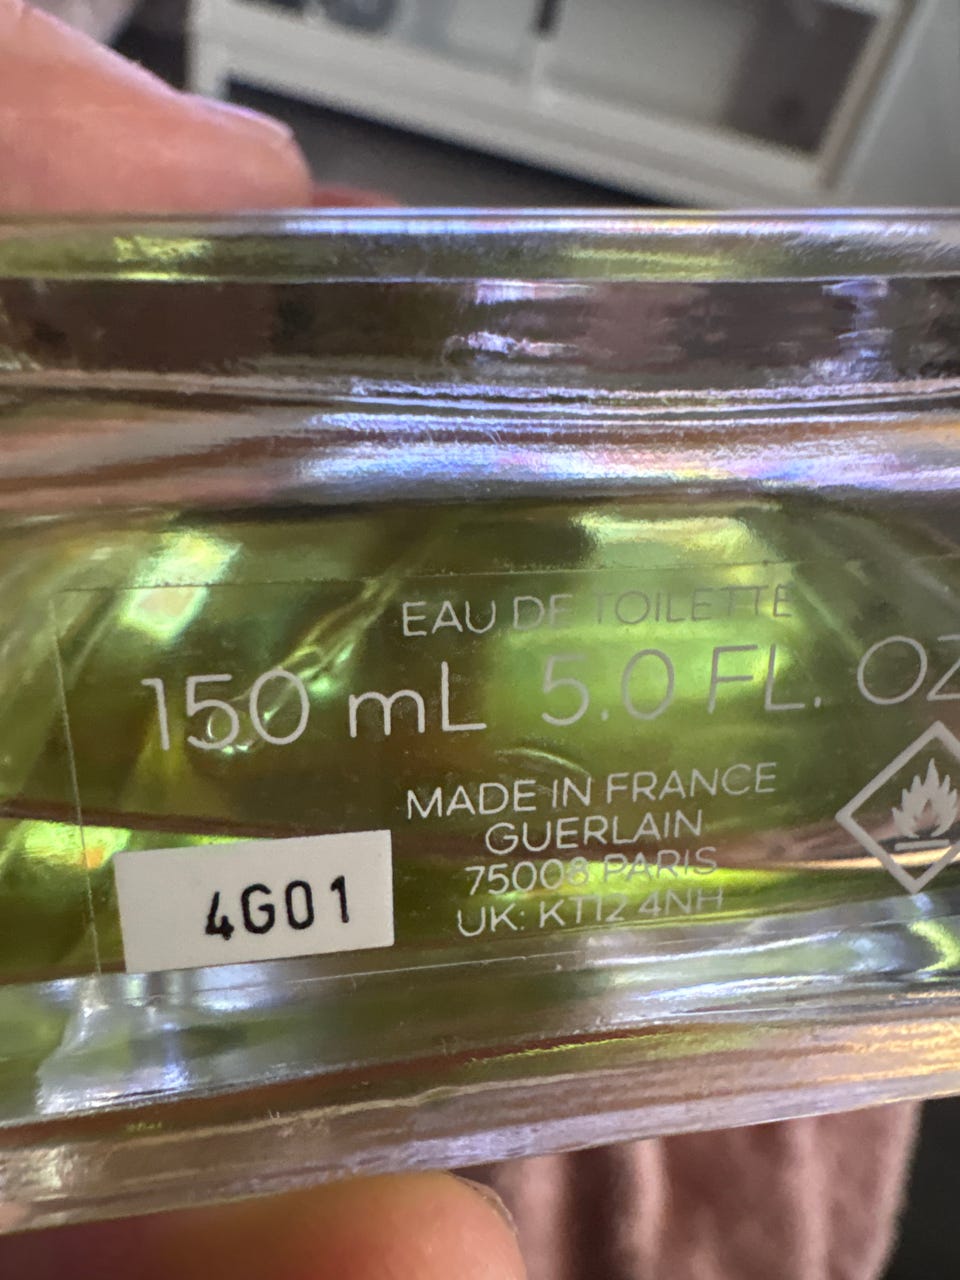 EAU DE TOILETTE
150 mL 5.0 FL. OZ
MADE IN FRANCE
GUERLAIN
75008 PARIS
UK: KT12 4NH
4G01